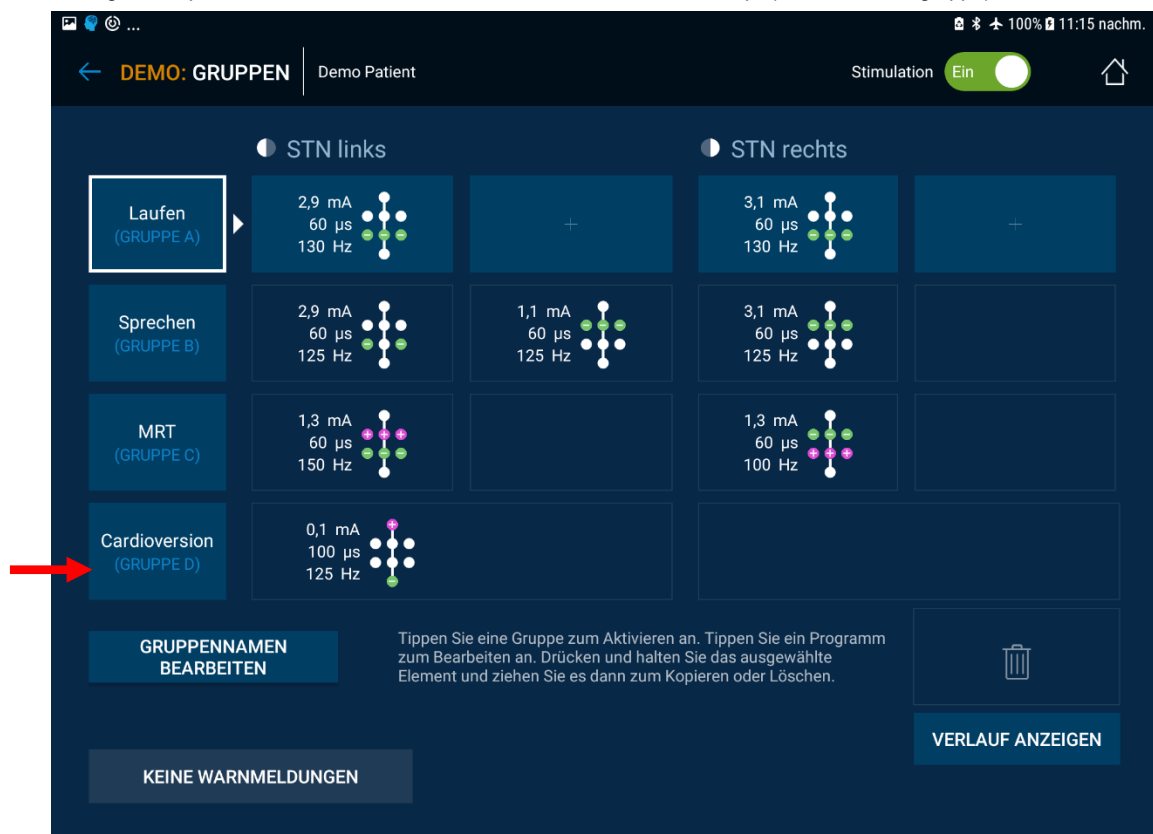 100% 11:15 nachm.
DEMO: GRUPPEN Demo Patient Stimulation Ein
STN links STN rechts
Laufen
(GRUPPE A)
2,9 mA
60 µs
130 Hz
+
3,1 mA
60 µs
130 Hz
+
Sprechen
(GRUPPE B)
2,9 mA
60 µs
125 Hz
1,1 mA
60 µs
125 Hz
3,1 mA
60 µs
125 Hz
MRT
(GRUPPE C)
1,3 mA
60 µs
150 Hz
1,3 mA
60 µs
100 Hz
Cardioversion
(GRUPPE D)
0,1 mA
100 µs
125 Hz
GRUPPENNAMEN
BEARBEITEN
Tippen Sie eine Gruppe zum Aktivieren an. Tippen Sie ein Programm
zum Bearbeiten an. Drücken und halten Sie das ausgewählte
Element und ziehen Sie es dann zum Kopieren oder Löschen.
VERLAUF ANZEIGEN
KEINE WARNMELDUNGEN